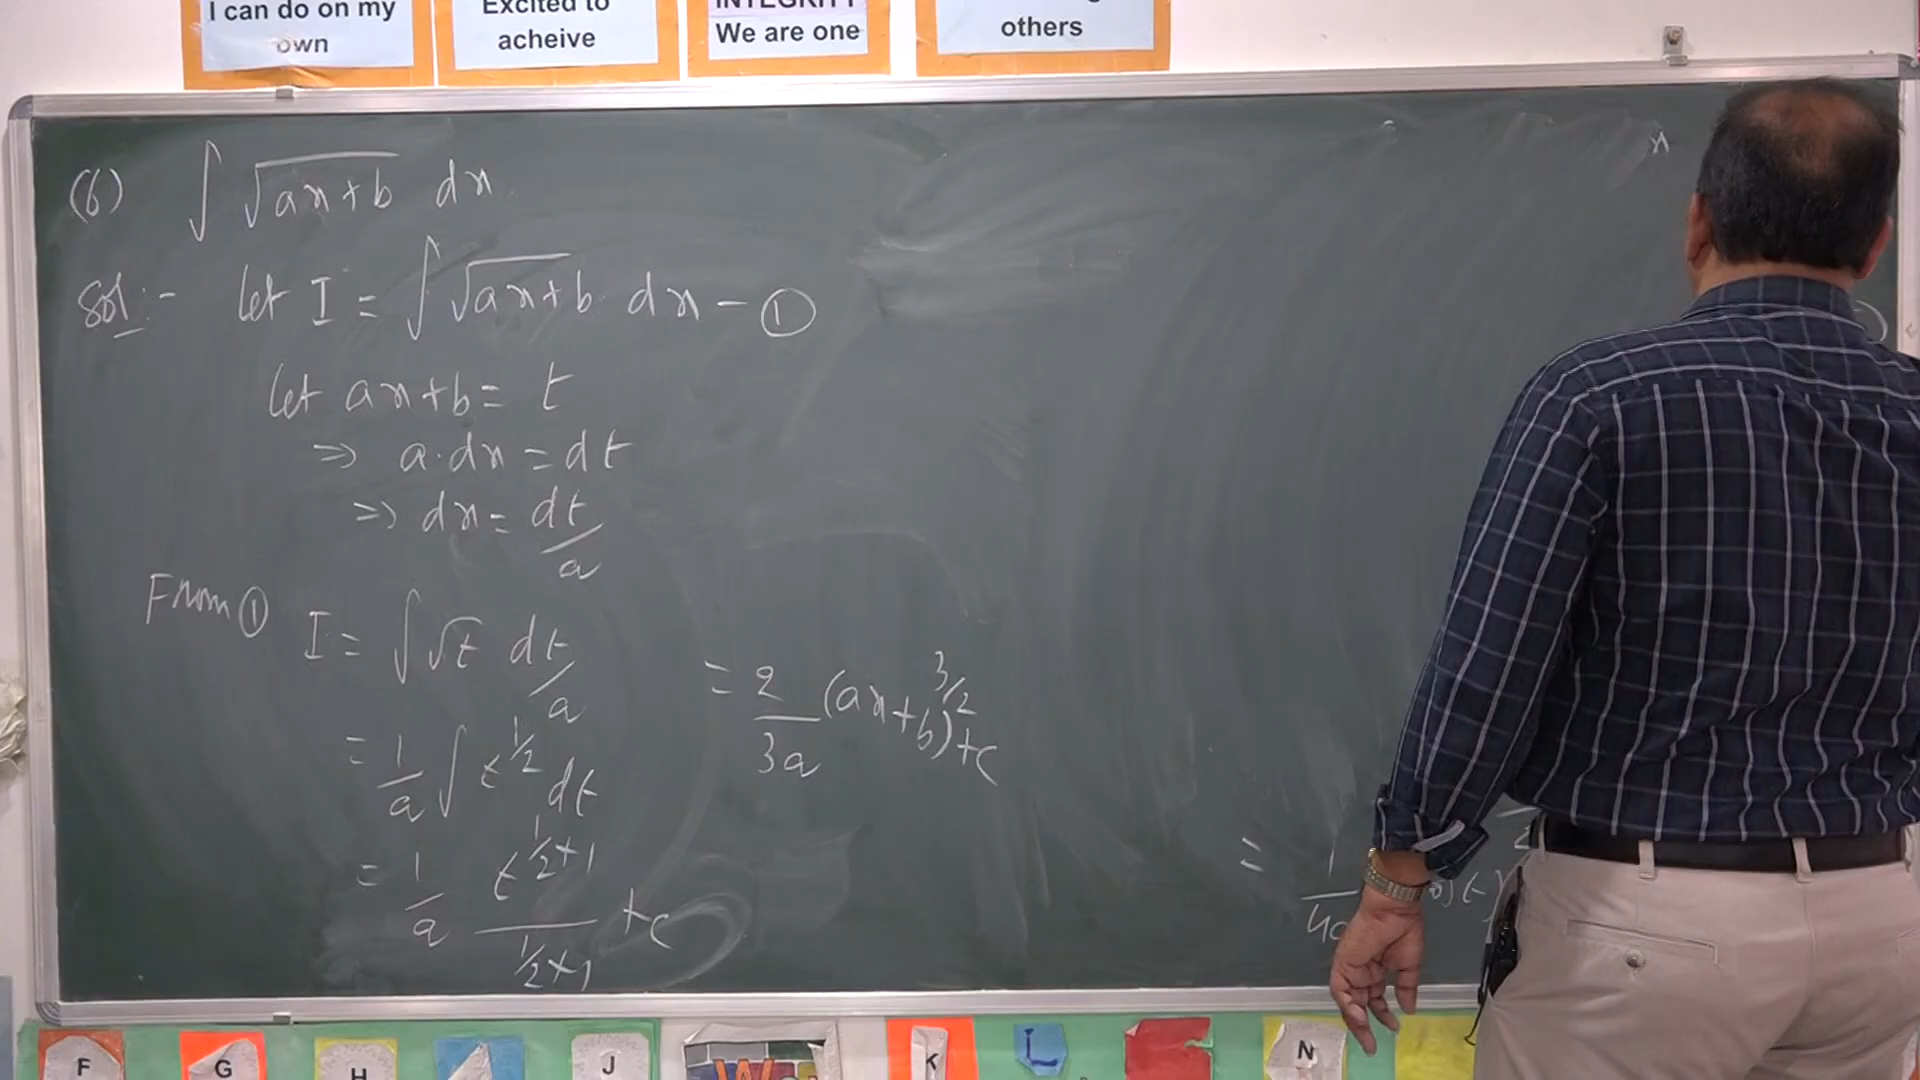 I can do on my
own
Excited to
acheive
INTEGRITY
We are one
others
(6) ∫ √ax+b dx
Sol:- Let I = ∫ √ax+b dx - ①
Let ax+b = t
⇒ a.dx = dt
⇒ dx = dt/a
From ① I = ∫ √t dt/a
= 1/a ∫ t^1/2 dt
= 1/a t^1/2+1 / 1/2+1 + c
= 2/3a (ax+b)^3/2 + c
x
= 1
F
G
H
J
K
L
N